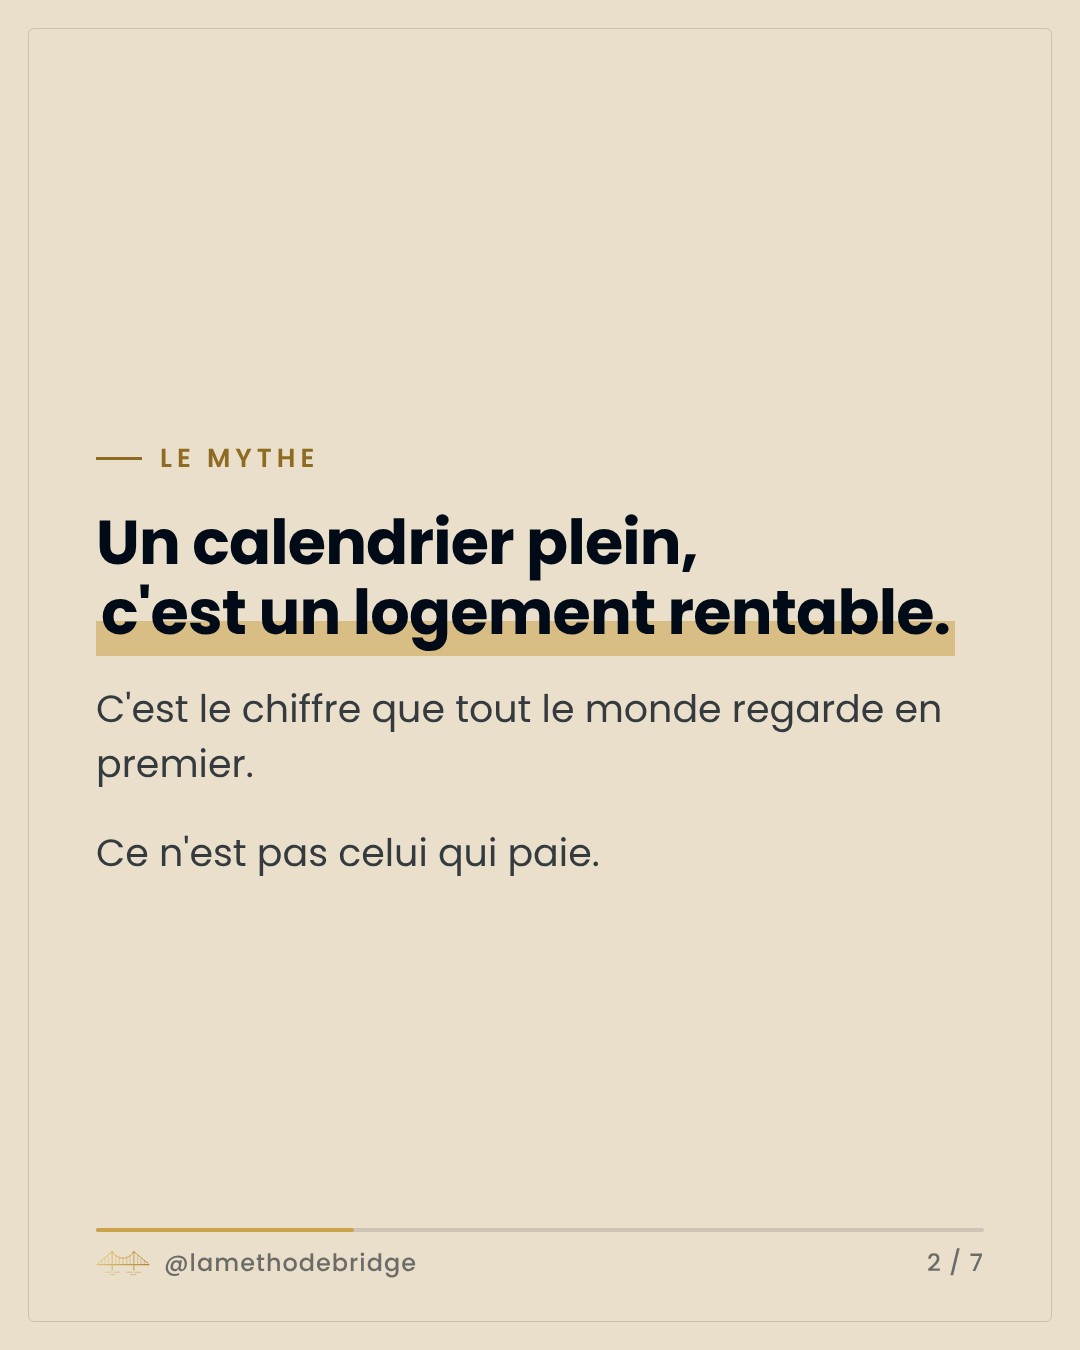 LE MYTHE
Un calendrier plein,
c'est un logement rentable.
C'est le chiffre que tout le monde regarde en
premier.
Ce n'est pas celui qui paie.
@lamethodebridge
2 / 7